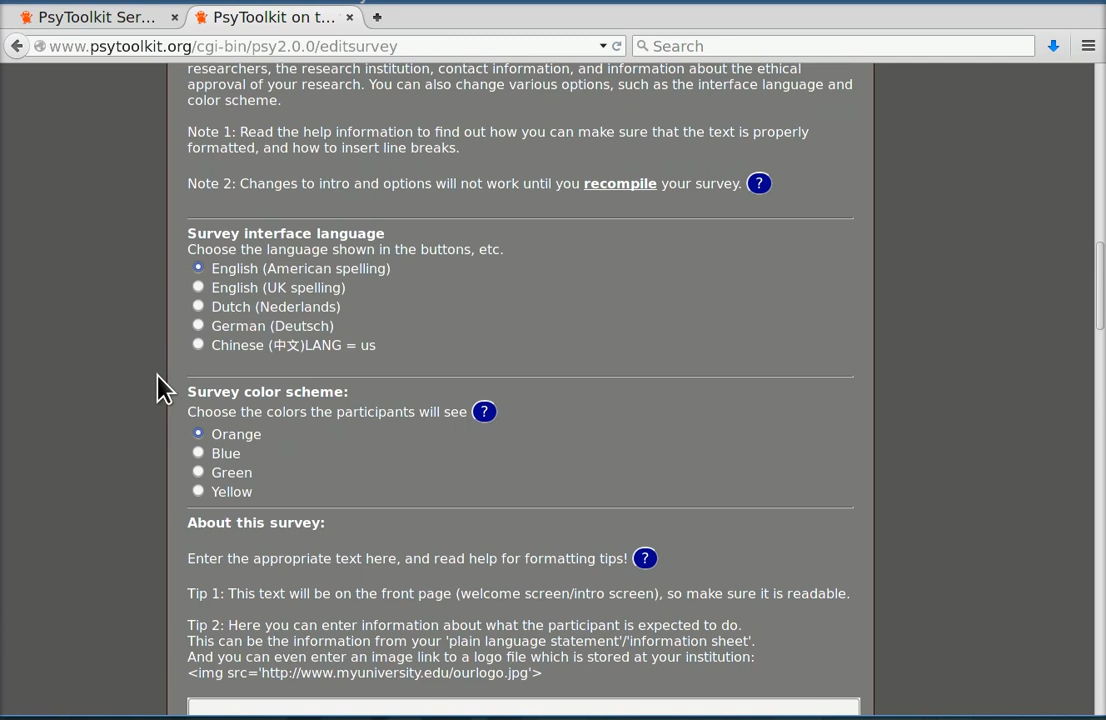 PsyToolkit Ser... ×
PsyToolkit on t... ×
www.psytoolkit.org/cgi-bin/psy2.0.0/editsurvey
Search
researchers, the research institution, contact information, and information about the ethical
approval of your research. You can also change various options, such as the interface language and
color scheme.
Note 1: Read the help information to find out how you can make sure that the text is properly
formatted, and how to insert line breaks.
Note 2: Changes to intro and options will not work until you recompile your survey. ?
Survey interface language
Choose the language shown in the buttons, etc.
English (American spelling)
English (UK spelling)
Dutch (Nederlands)
German (Deutsch)
Chinese (中文)LANG = us
Survey color scheme:
Choose the colors the participants will see ?
Orange
Blue
Green
Yellow
About this survey:
Enter the appropriate text here, and read help for formatting tips! ?
Tip 1: This text will be on the front page (welcome screen/intro screen), so make sure it is readable.
Tip 2: Here you can enter information about what the participant is expected to do.
This can be the information from your 'plain language statement'/'information sheet'.
And you can even enter an image link to a logo file which is stored at your institution:
<img src='http://www.myuniversity.edu/ourlogo.jpg'>